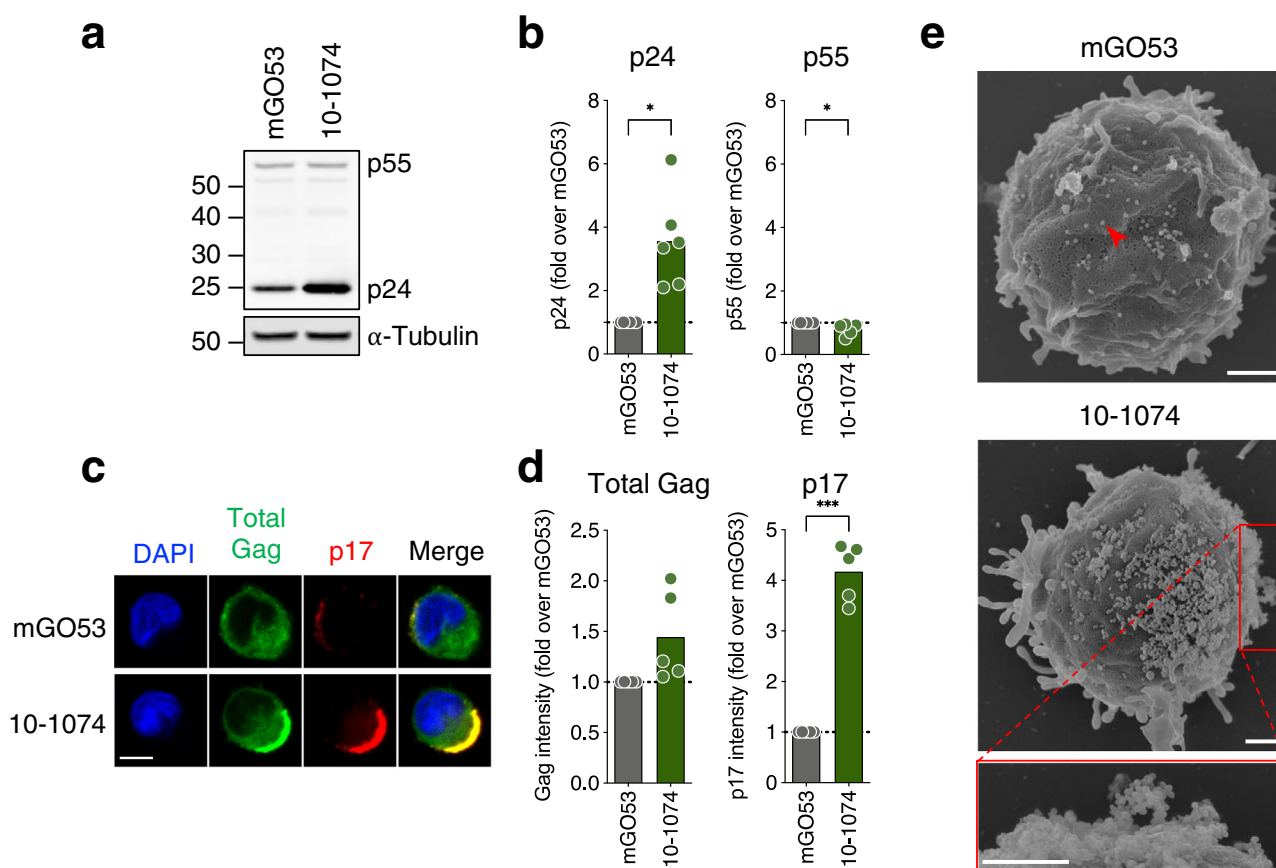 a
mGO53
10-1074
50
40
30
25
50
p55
p24
α-Tubulin
b
p24
p24 (fold over mGO53)
8
6
4
2
0
*
mGO53
10-1074
p55
p55 (fold over mGO53)
8
6
4
2
0
*
mGO53
10-1074
c
DAPI
Total
Gag
p17
Merge
mGO53
10-1074
d
Total Gag
Gag intensity (fold over mGO53)
2.5
2.0
1.5
1.0
0.5
0.0
mGO53
10-1074
p17
p17 intensity (fold over mGO53)
5
4
3
2
1
0
***
mGO53
10-1074
e
mGO53
10-1074